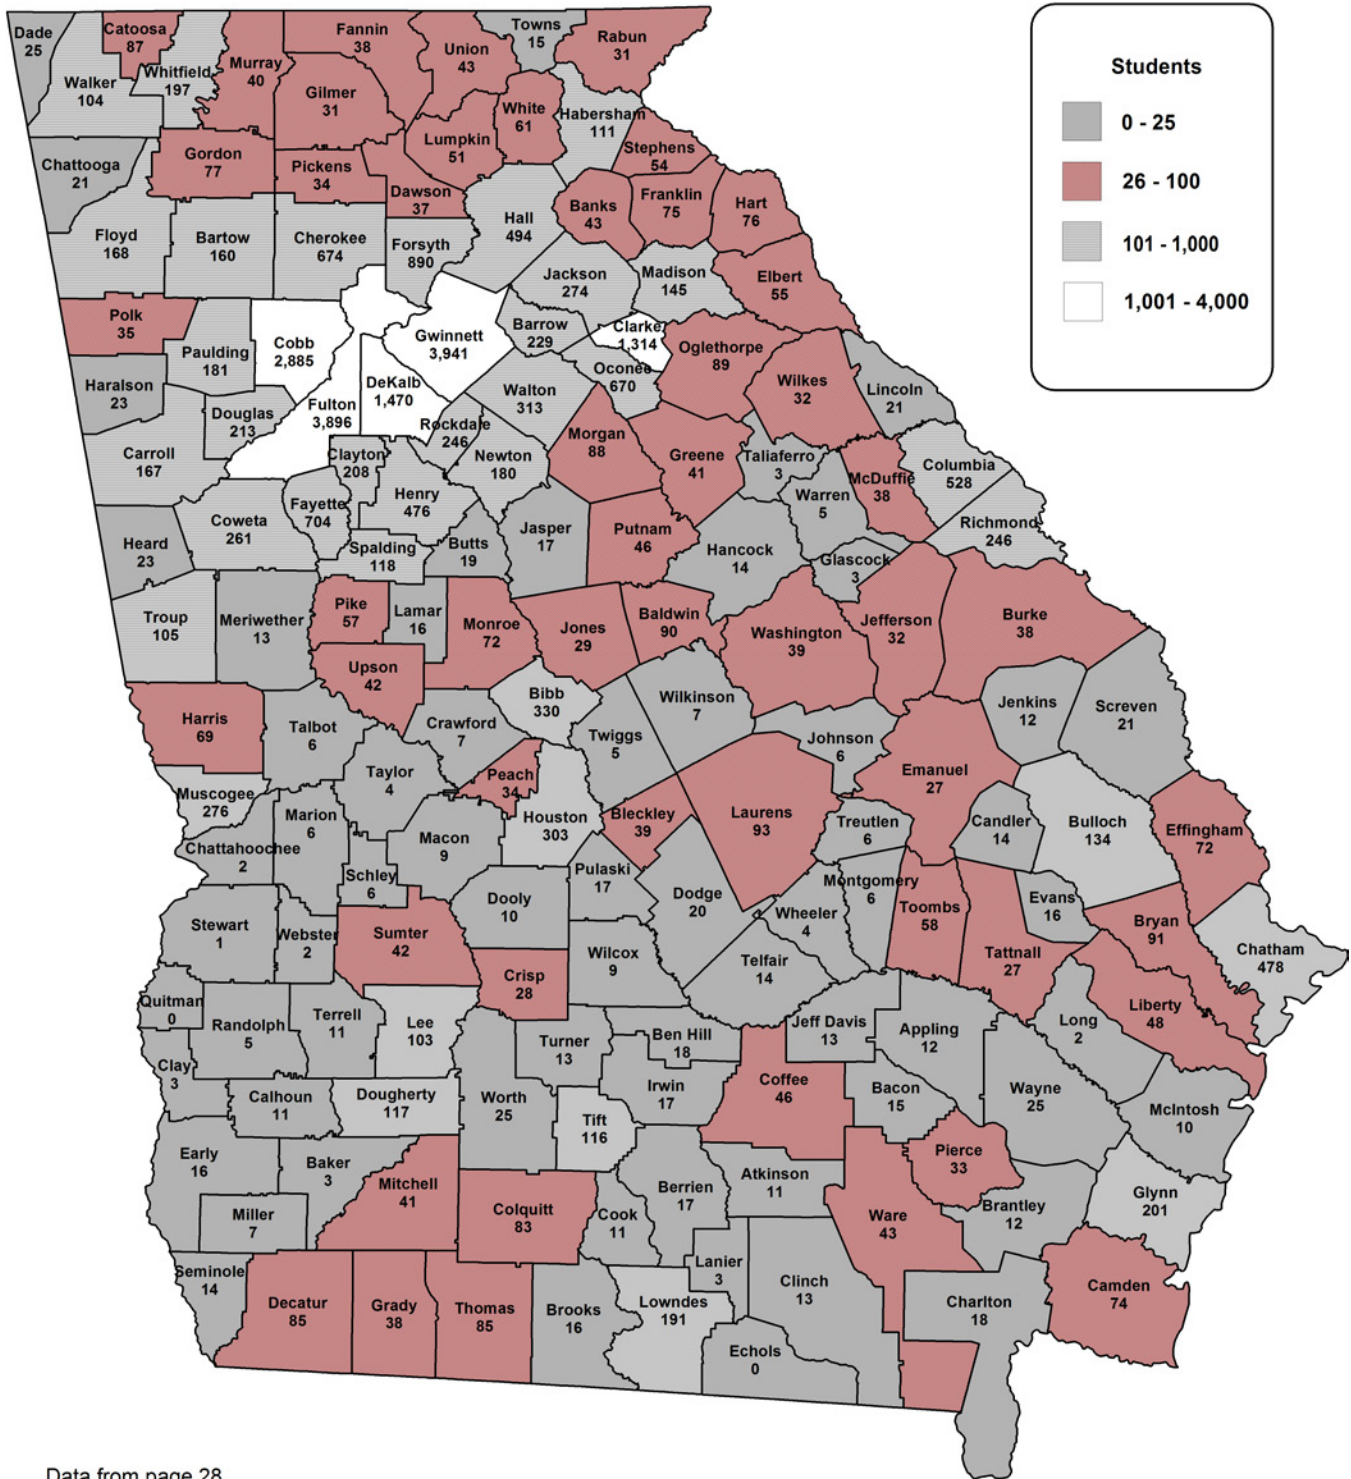 Students
0 - 25
26 - 100
101 - 1,000
1,001 - 4,000
Dade
25
Catoosa
87
Walker
104
Whitfield
197
Murray
40
Fannin
38
Gilmer
31
Union
43
Towns
15
Rabun
31
White
61
Habersham
111
Lumpkin
51
Stephens
54
Chattooga
21
Gordon
77
Pickens
34
Dawson
37
Hall
494
Banks
43
Franklin
75
Hart
76
Floyd
168
Bartow
160
Cherokee
674
Forsyth
890
Jackson
274
Madison
145
Elbert
55
Polk
35
Paulding
181
Cobb
2,885
Gwinnett
3,941
Barrow
229
Clarke
1,314
Oglethorpe
89
Wilkes
32
Lincoln
21
Haralson
23
Douglas
213
Fulton
3,896
DeKalb
1,470
Rockdale
246
Walton
313
Oconee
670
Carroll
167
Clayton
208
Newton
180
Morgan
88
Greene
41
Taliaferro
3
Warren
5
McDuffie
38
Columbia
528
Richmond
246
Heard
23
Coweta
261
Fayette
704
Henry
476
Spalding
118
Butts
19
Jasper
17
Putnam
46
Hancock
14
Glascock
3
Troup
105
Meriwether
13
Pike
57
Lamar
16
Monroe
72
Jones
29
Baldwin
90
Washington
39
Jefferson
32
Burke
38
Upson
42
Harris
69
Talbot
6
Crawford
7
Bibb
330
Twiggs
5
Wilkinson
7
Johnson
6
Jenkins
12
Screven
21
Taylor
4
Peach
34
Houston
303
Bleckley
39
Laurens
93
Emanuel
27
Treutlen
6
Candler
14
Bulloch
134
Effingham
72
Muscogee
276
Marion
6
Macon
9
Chattahoochee
2
Schley
6
Dooly
10
Pulaski
17
Dodge
20
Wheeler
4
Montgomery
6
Toombs
58
Evans
16
Tattnall
27
Bryan
91
Chatham
478
Stewart
1
Webster
2
Sumter
42
Crisp
28
Wilcox
9
Telfair
14
Liberty
48
Long
2
Quitman
0
Randolph
5
Terrell
11
Lee
103
Turner
13
Ben Hill
18
Jeff Davis
13
Appling
12
Wayne
25
McIntosh
10
Clay
3
Calhoun
11
Dougherty
117
Worth
25
Tift
116
Irwin
17
Coffee
46
Bacon
15
Early
16
Baker
3
Mitchell
41
Colquitt
83
Berrien
17
Atkinson
11
Pierce
33
Brantley
12
Glynn
201
Miller
7
Cook
11
Lanier
3
Clinch
13
Ware
43
Charlton
18
Camden
74
Seminole
14
Decatur
85
Grady
38
Thomas
85
Brooks
16
Lowndes
191
Echols
0
Data from page 28